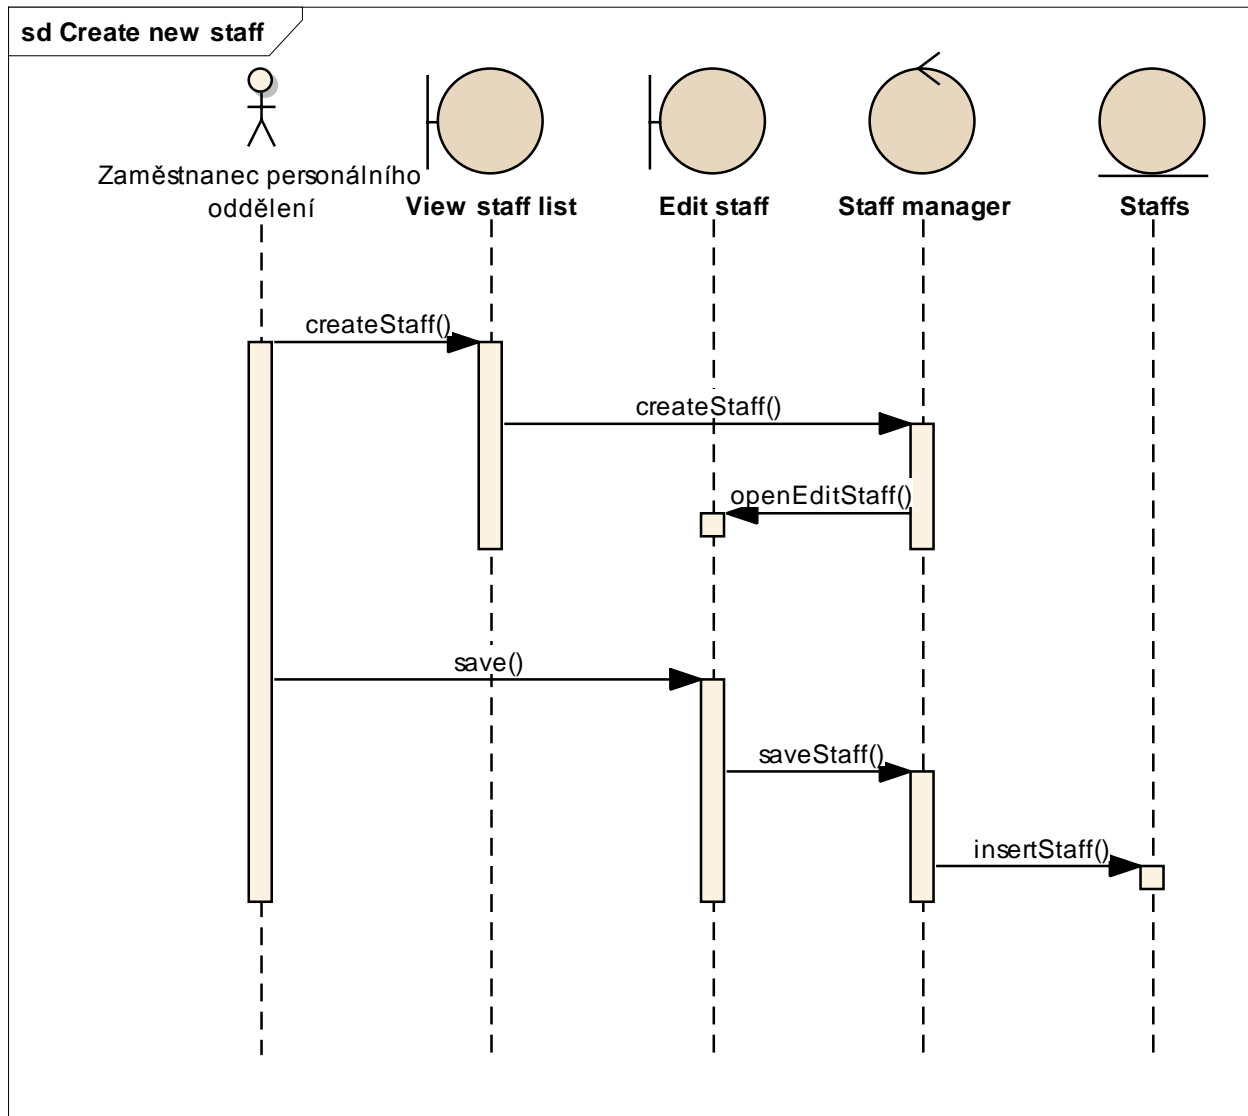 sd Create new staff
Zaměstnanec personálního
oddělení
View staff list
Edit staff
Staff manager
Staffs
createStaff()
createStaff()
openEditStaff()
save()
saveStaff()
insertStaff()